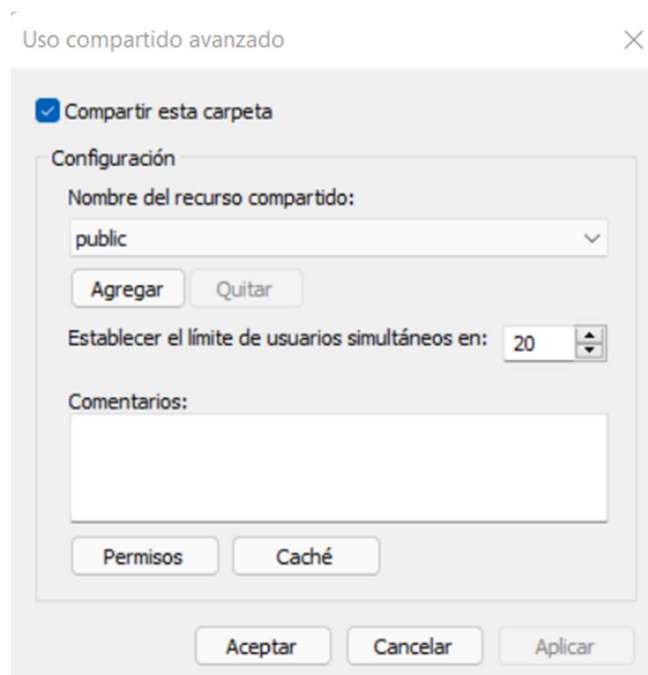 Uso compartido avanzado
Compartir esta carpeta
Configuración
Nombre del recurso compartido:
public
Agregar Quitar
Establecer el límite de usuarios simultáneos en: 20
Comentarios:
Permisos Caché
Aceptar Cancelar Aplicar